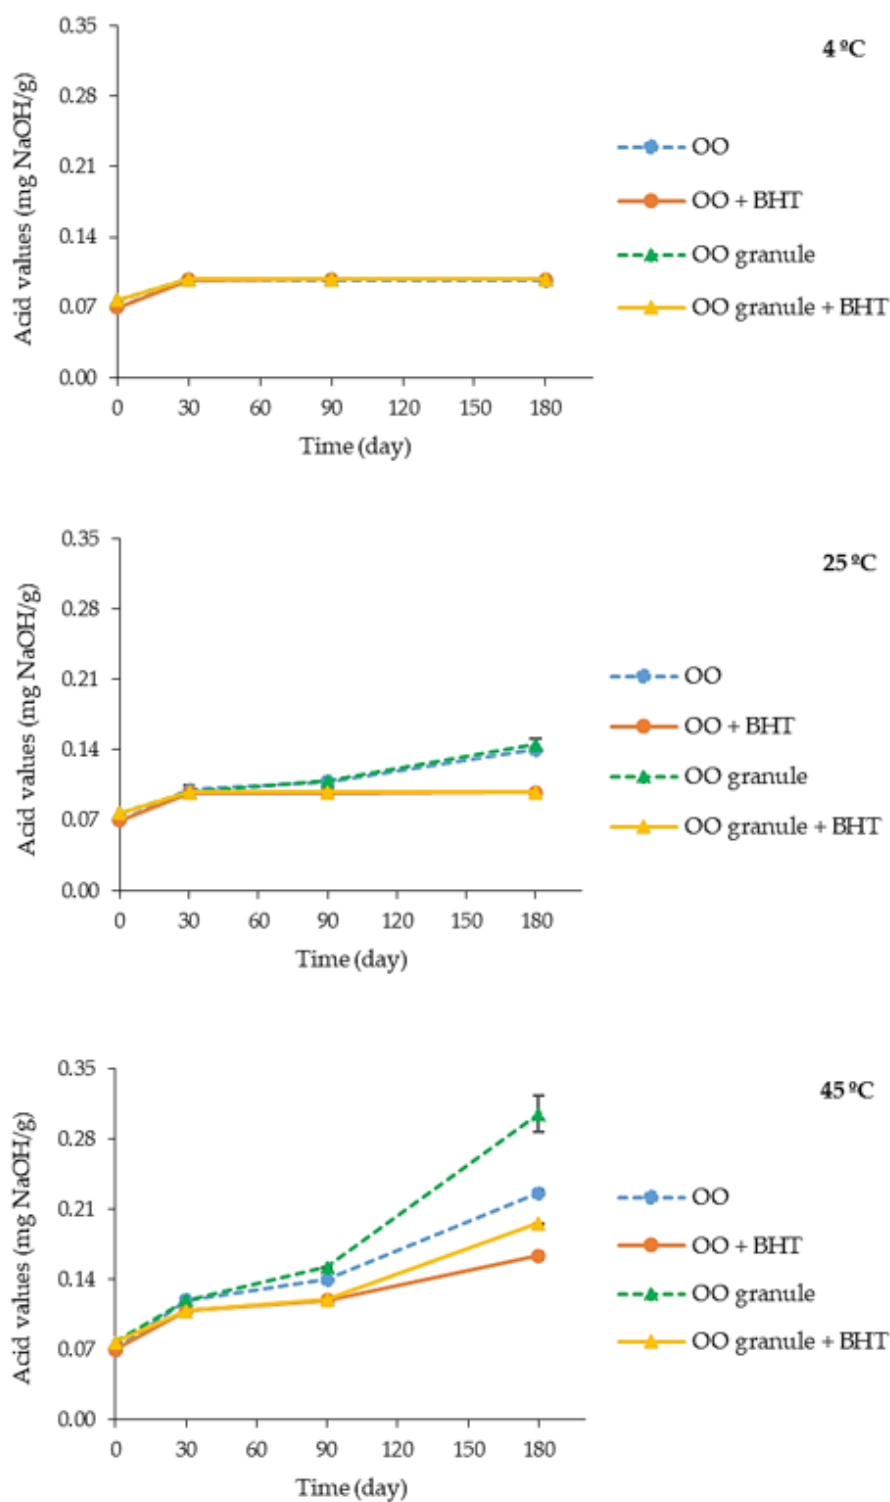 4 ºC
Acid values (mg NaOH/g)
0.35
0.28
0.21
0.14
0.07
0.00
0 30 60 90 120 150 180
Time (day)
OO
OO + BHT
OO granule
OO granule + BHT
25 ºC
Acid values (mg NaOH/g)
0.35
0.28
0.21
0.14
0.07
0.00
0 30 60 90 120 150 180
Time (day)
OO
OO + BHT
OO granule
OO granule + BHT
45 ºC
Acid values (mg NaOH/g)
0.35
0.28
0.21
0.14
0.07
0.00
0 30 60 90 120 150 180
Time (day)
OO
OO + BHT
OO granule
OO granule + BHT